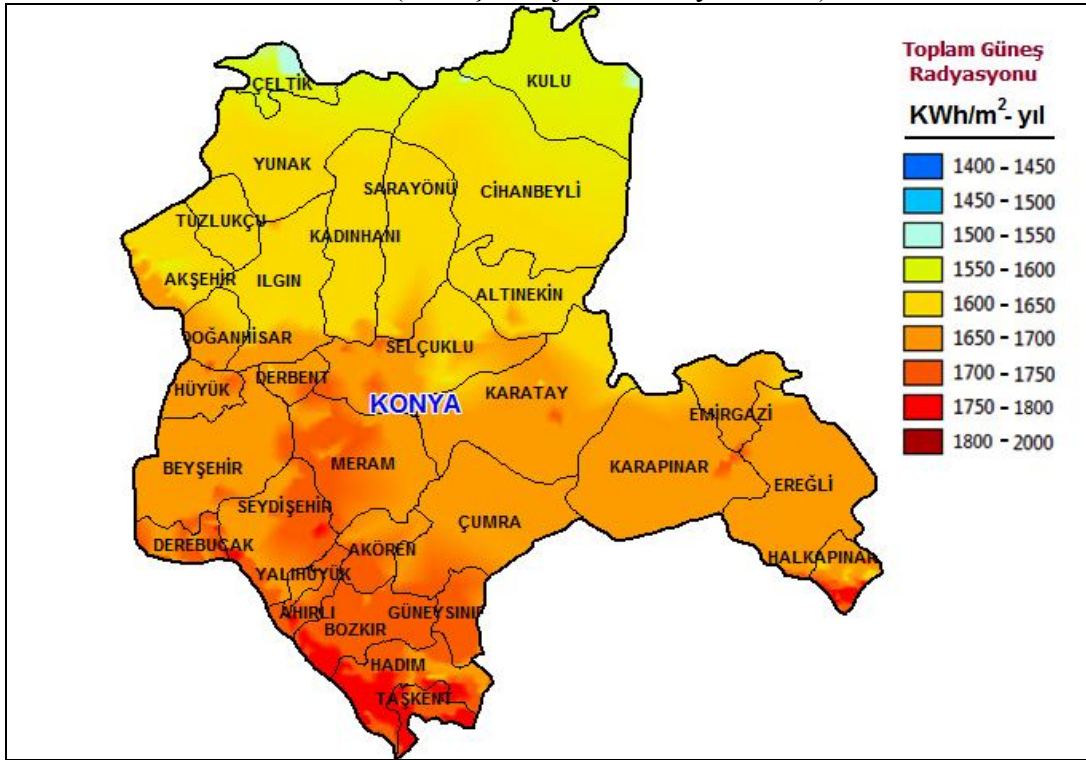 KULU
ÇELTİK
YUNAK
SARAYÖNÜ
CİHANBEYLİ
TUZLUKÇU
KADINHANI
AKŞEHİR
ILGIN
ALTINEKİN
DOĞANHİSAR
SELÇUKLU
DERBENT
HÜYÜK
KONYA
KARATAY
EMİRGAZİ
MERAM
KARAPINAR
BEYŞEHİR
EREĞLİ
SEYDİŞEHİR
ÇUMRA
DEREBUCAK
AKÖREN
HALKAPINAR
YALIHÜYÜK
AHIRLI
GÜNEYSINIR
BOZKIR
HADIM
TAŞKENT
Toplam Güneş
Radyasyonu
KWh/m²- yıl
1400 - 1450
1450 - 1500
1500 - 1550
1550 - 1600
1600 - 1650
1650 - 1700
1700 - 1750
1750 - 1800
1800 - 2000